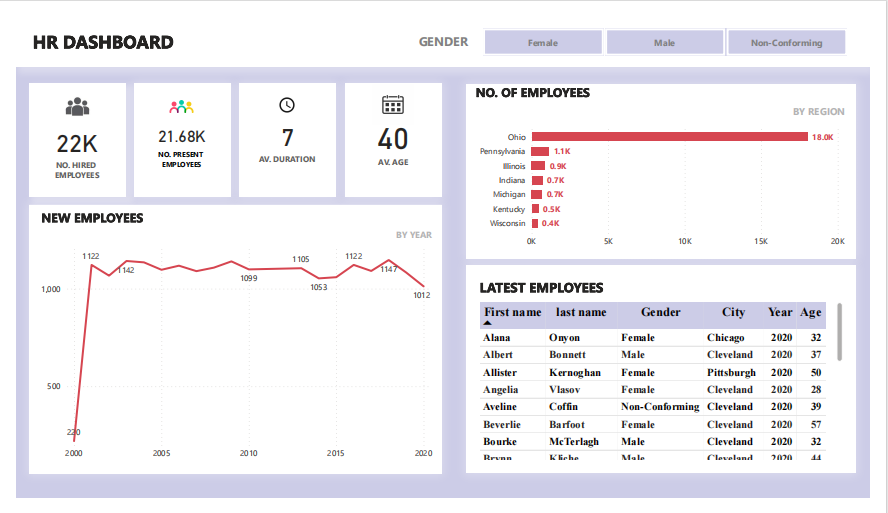 HR DASHBOARD
GENDER
Female
Male
Non-Conforming
22K
NO. HIRED
EMPLOYEES
21.68K
NO. PRESENT
EMPLOYEES
7
AV. DURATION
40
AV. AGE
NEW EMPLOYEES
BY YEAR
1122
1142
1099
1105
1053
1122
1147
1012
1,000
500
220
2000 2005 2010 2015 2020
NO. OF EMPLOYEES
BY REGION
Ohio 18.0K
Pennsylvania 1.1K
Illinois 0.9K
Indiana 0.7K
Michigan 0.7K
Kentucky 0.5K
Wisconsin 0.4K
0K 5K 10K 15K 20K
LATEST EMPLOYEES
First name last name Gender City Year Age
Alana Onyon Female Chicago 2020 32
Albert Bonnett Male Cleveland 2020 37
Allister Kernoghan Female Pittsburgh 2020 50
Angelia Vlasov Female Cleveland 2020 28
Aveline Coffin Non-Conforming Cleveland 2020 39
Beverlie Barfoot Female Cleveland 2020 57
Bourke McTerlagh Male Cleveland 2020 32
Brynn Kliche Male Cleveland 2020 44